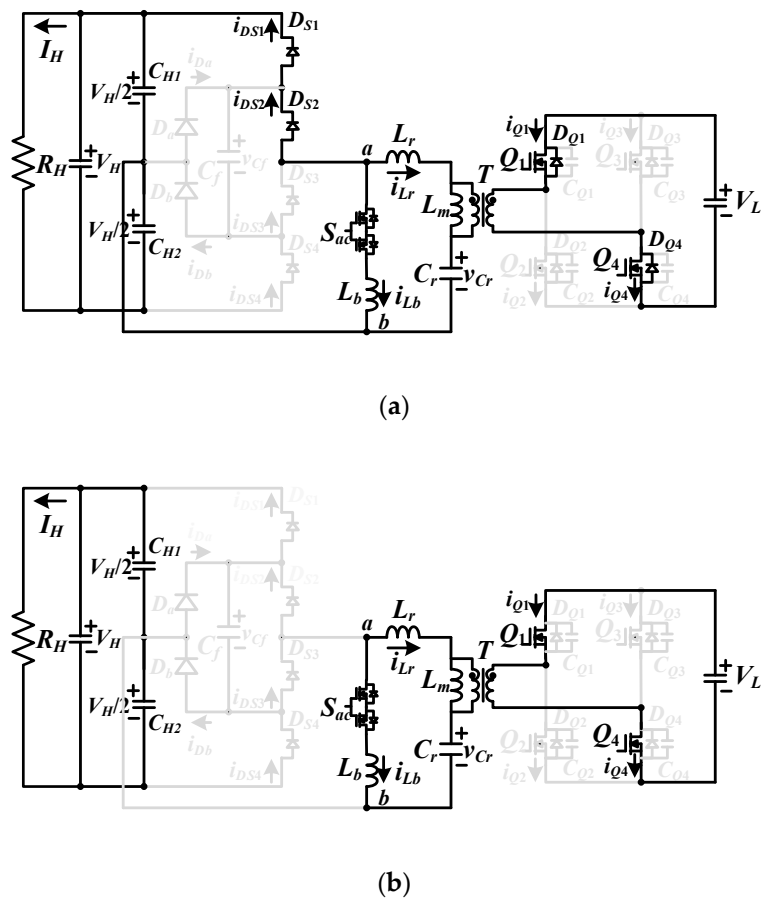 I_H
i_DS1
D_S1
i_Da
C_H1
V_H/2
i_DS2
D_S2
D_a
R_H
V_H
C_f
v_Cf
D_b
V_H/2
C_H2
i_DS3
D_S3
i_Db
D_S4
i_DS4
a
L_r
i_Lr
L_m
T
S_ac
L_b
i_Lb
C_r
v_Cr
b
i_Q1
D_Q1
i_Q3
D_Q3
Q_1
C_Q1
Q_3
C_Q3
V_L
D_Q2
D_Q4
Q_2
i_Q2
C_Q2
Q_4
i_Q4
C_Q4
(a)
I_H
i_DS1
D_S1
i_Da
C_H1
V_H/2
i_DS2
D_S2
D_a
R_H
V_H
C_f
v_Cf
D_b
V_H/2
C_H2
i_DS3
D_S3
i_Db
D_S4
i_DS4
a
L_r
i_Lr
L_m
T
S_ac
L_b
i_Lb
C_r
v_Cr
b
i_Q1
D_Q1
i_Q3
D_Q3
Q_1
C_Q1
Q_3
C_Q3
V_L
D_Q2
D_Q4
Q_2
i_Q2
C_Q2
Q_4
i_Q4
C_Q4
(b)